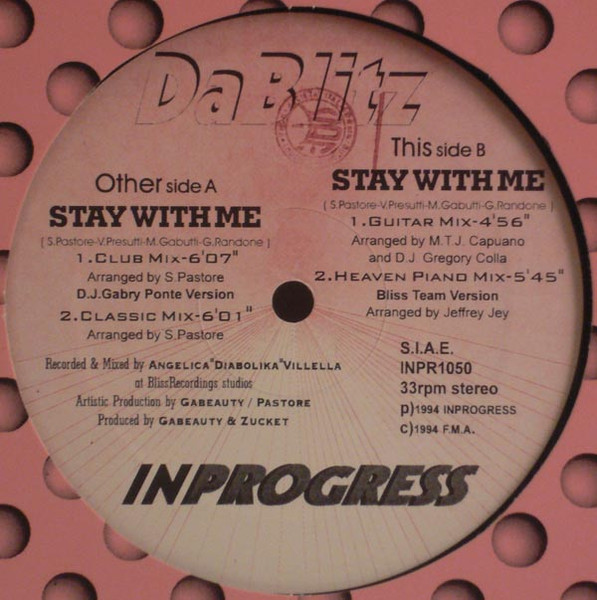 DaBlitz
Other side A
STAY WITH ME
( S.Pastore-V.Presutti-M.Gabutti-G.Randone )
1.CLUB MIX-6'07"
Arranged by S.Pastore
D.J.Gabry Ponte Version
2.CLASSIC MIX-6'01"
Arranged by S.Pastore
Recorded & Mixed by ANGELICA"DIABOLIKA"VILLELLA
at BlissRecordings studios
Artistic Production by GABEAUTY / PASTORE
Produced by GABEAUTY & ZUCKET
This side B
STAY WITH ME
( S.Pastore-V.Presutti-M.Gabutti-G.Randone )
1.GUITAR MIX-4'56"
Arranged by M.T.J. Capuano
and D.J Gregory Colla
2.HEAVEN PIANO MIX-5'45"
Bliss Team Version
Arranged by Jeffrey Jey
S.I.A.E.
INPR1050
33rpm stereo
p)1994 INPROGRESS
c)1994 F.M.A.
INPROGRESS